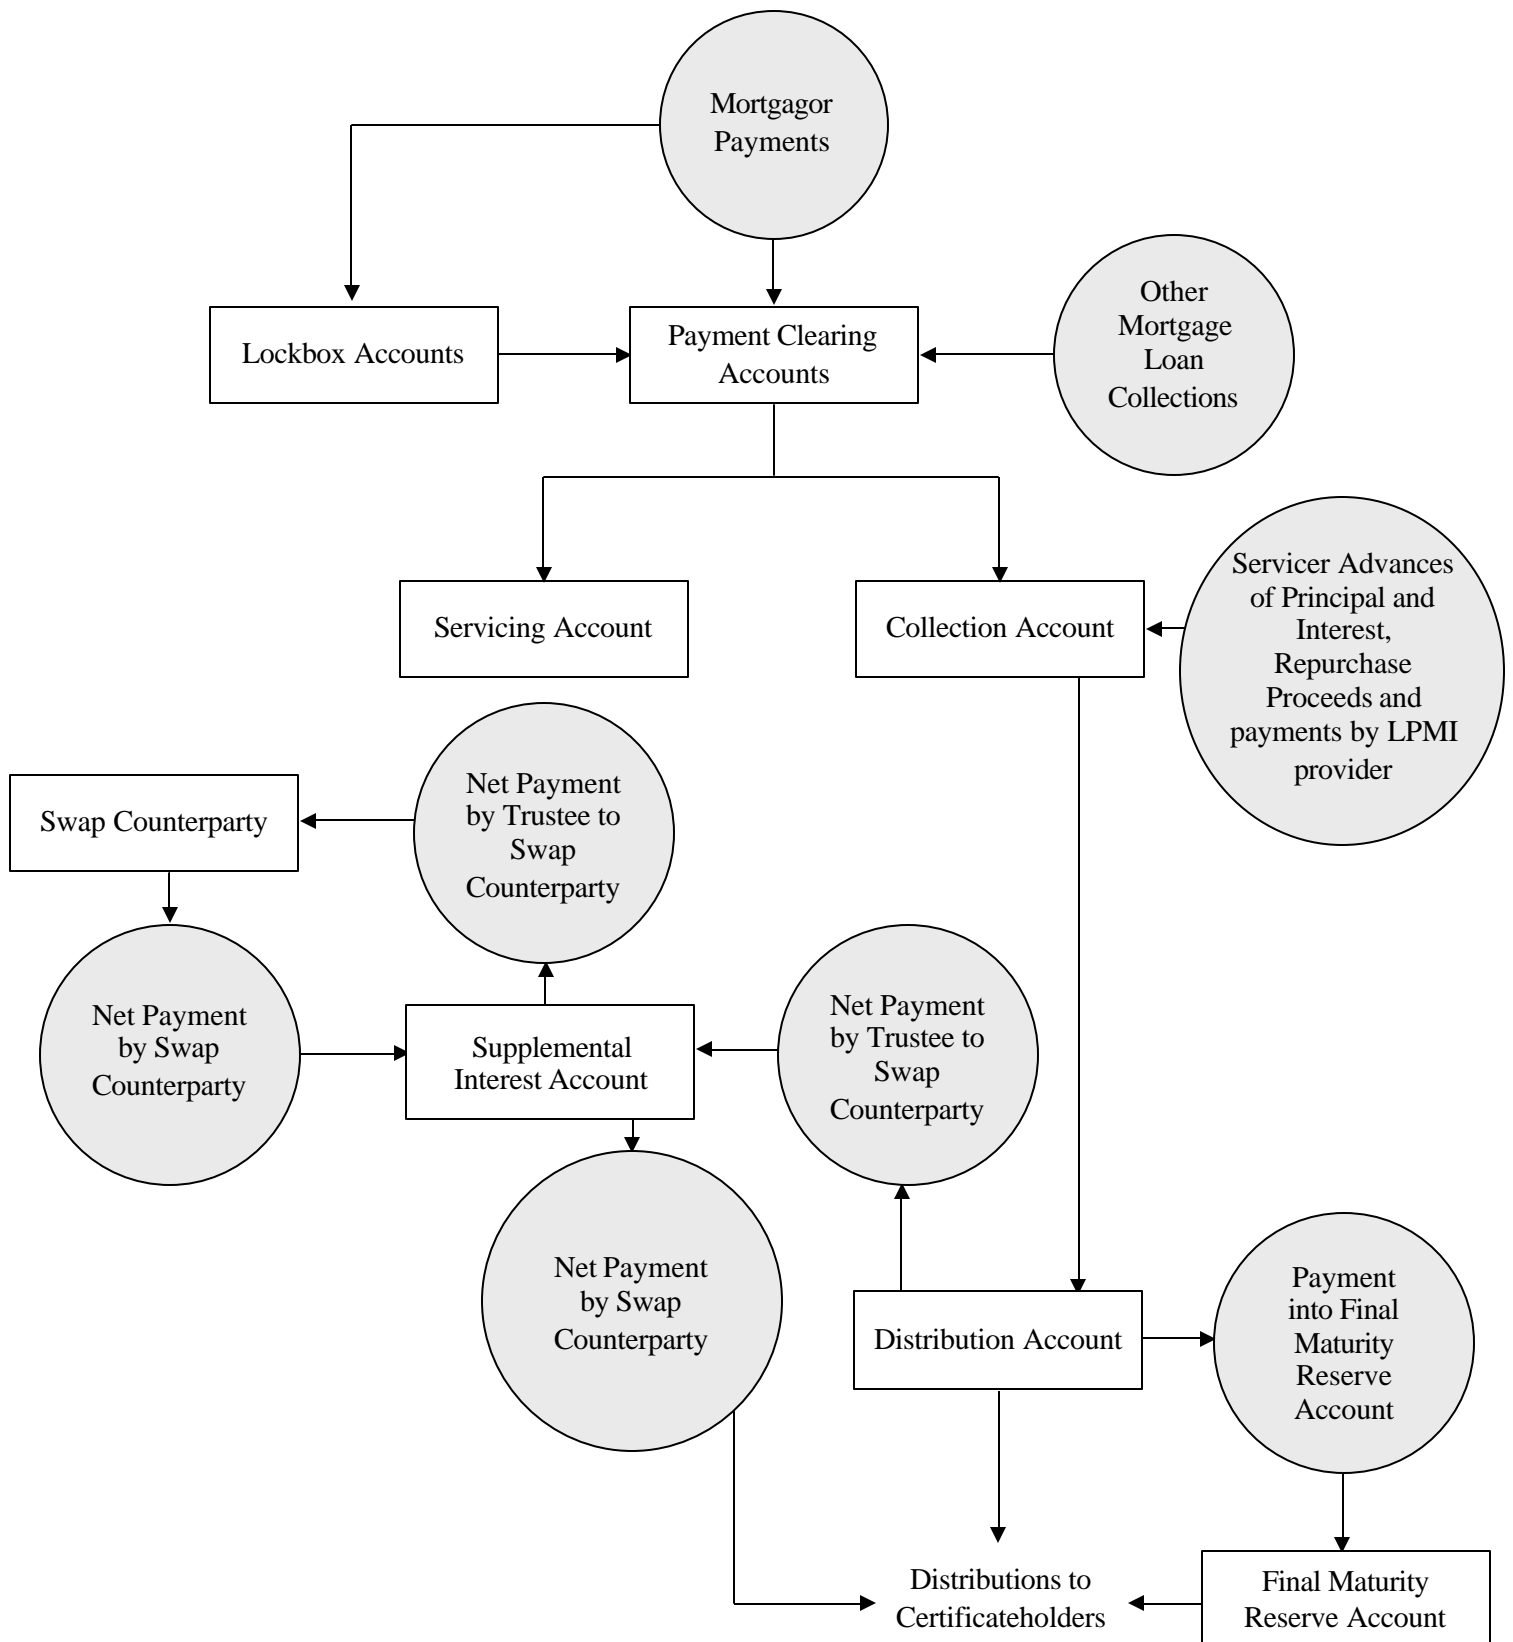 Mortgagor
Payments
Other
Mortgage
Loan
Collections
Lockbox Accounts
Payment Clearing
Accounts
Servicer Advances
of Principal and
Interest,
Repurchase
Proceeds and
payments by LPMI
provider
Servicing Account
Collection Account
Net Payment
by Trustee to
Swap
Counterparty
Swap Counterparty
Net Payment
by Swap
Counterparty
Supplemental
Interest Account
Net Payment
by Trustee to
Swap
Counterparty
Net Payment
by Swap
Counterparty
Distribution Account
Payment
into Final
Maturity
Reserve
Account
Distributions to
Certificateholders
Final Maturity
Reserve Account